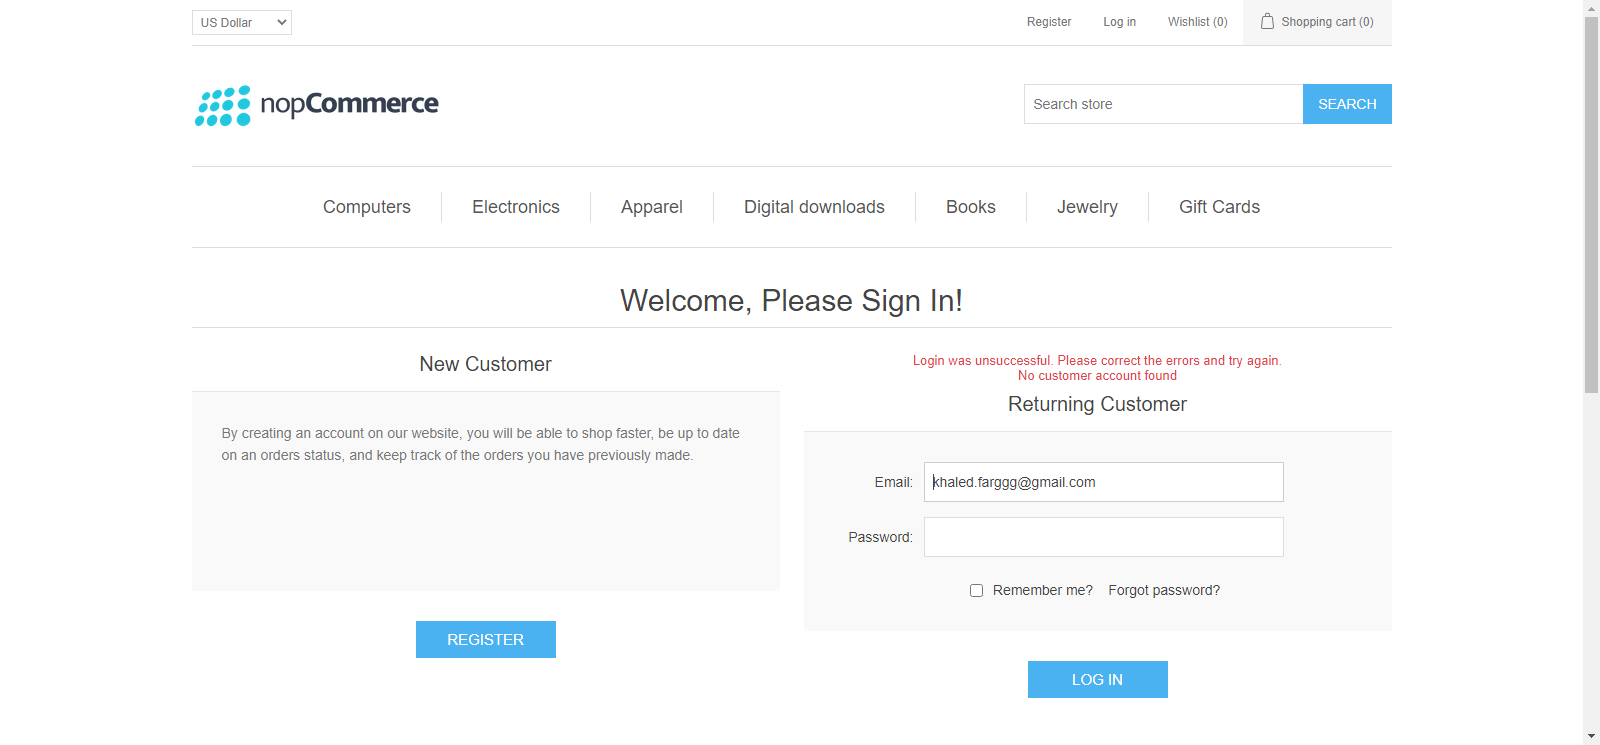 US Dollar
Register
Log in
Wishlist (0)
Shopping cart (0)
nopCommerce
Search store
SEARCH
Computers
Electronics
Apparel
Digital downloads
Books
Jewelry
Gift Cards
Welcome, Please Sign In!
New Customer
By creating an account on our website, you will be able to shop faster, be up to date
on an orders status, and keep track of the orders you have previously made.
REGISTER
Login was unsuccessful. Please correct the errors and try again.
No customer account found
Returning Customer
Email:
khaled.farggg@gmail.com
Password:
Remember me?
Forgot password?
LOG IN